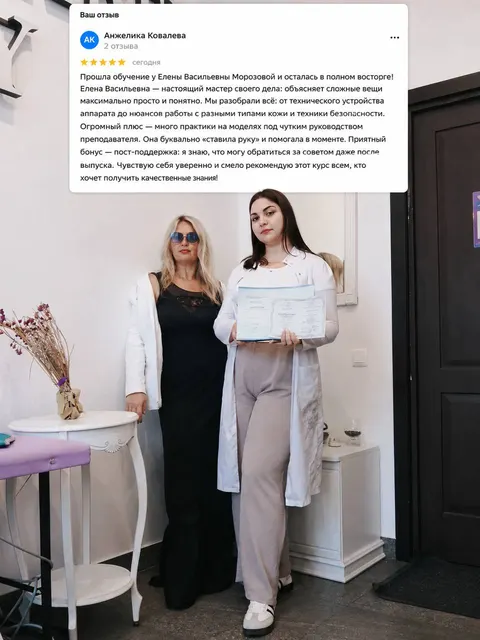 Ваш отзыв
АК
Анжелика Ковалева
2 отзыва
сегодня
Прошла обучение у Елены Васильевны Морозовой и осталась в полном восторге!
Елена Васильевна — настоящий мастер своего дела: объясняет сложные вещи
максимально просто и понятно. Мы разобрали всё: от технического устройства
аппарата до нюансов работы с разными типами кожи и техники безопасности.
Огромный плюс — много практики на моделях под чутким руководством
преподавателя. Она буквально «ставила руку» и помогала в моменте. Приятный
бонус — пост-поддержка: я знаю, что могу обратиться за советом даже после
выпуска. Чувствую себя уверенно и смело рекомендую этот курс всем, кто
хочет получить качественные знания!